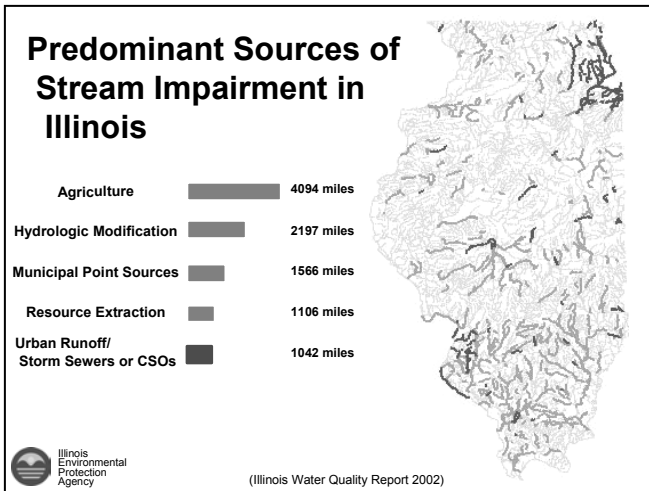 Predominant Sources of
Stream Impairment in
Illinois
Agriculture 4094 miles
Hydrologic Modification 2197 miles
Municipal Point Sources 1566 miles
Resource Extraction 1106 miles
Urban Runoff/
Storm Sewers or CSOs 1042 miles
Illinois
Environmental
Protection
Agency
(Illinois Water Quality Report 2002)